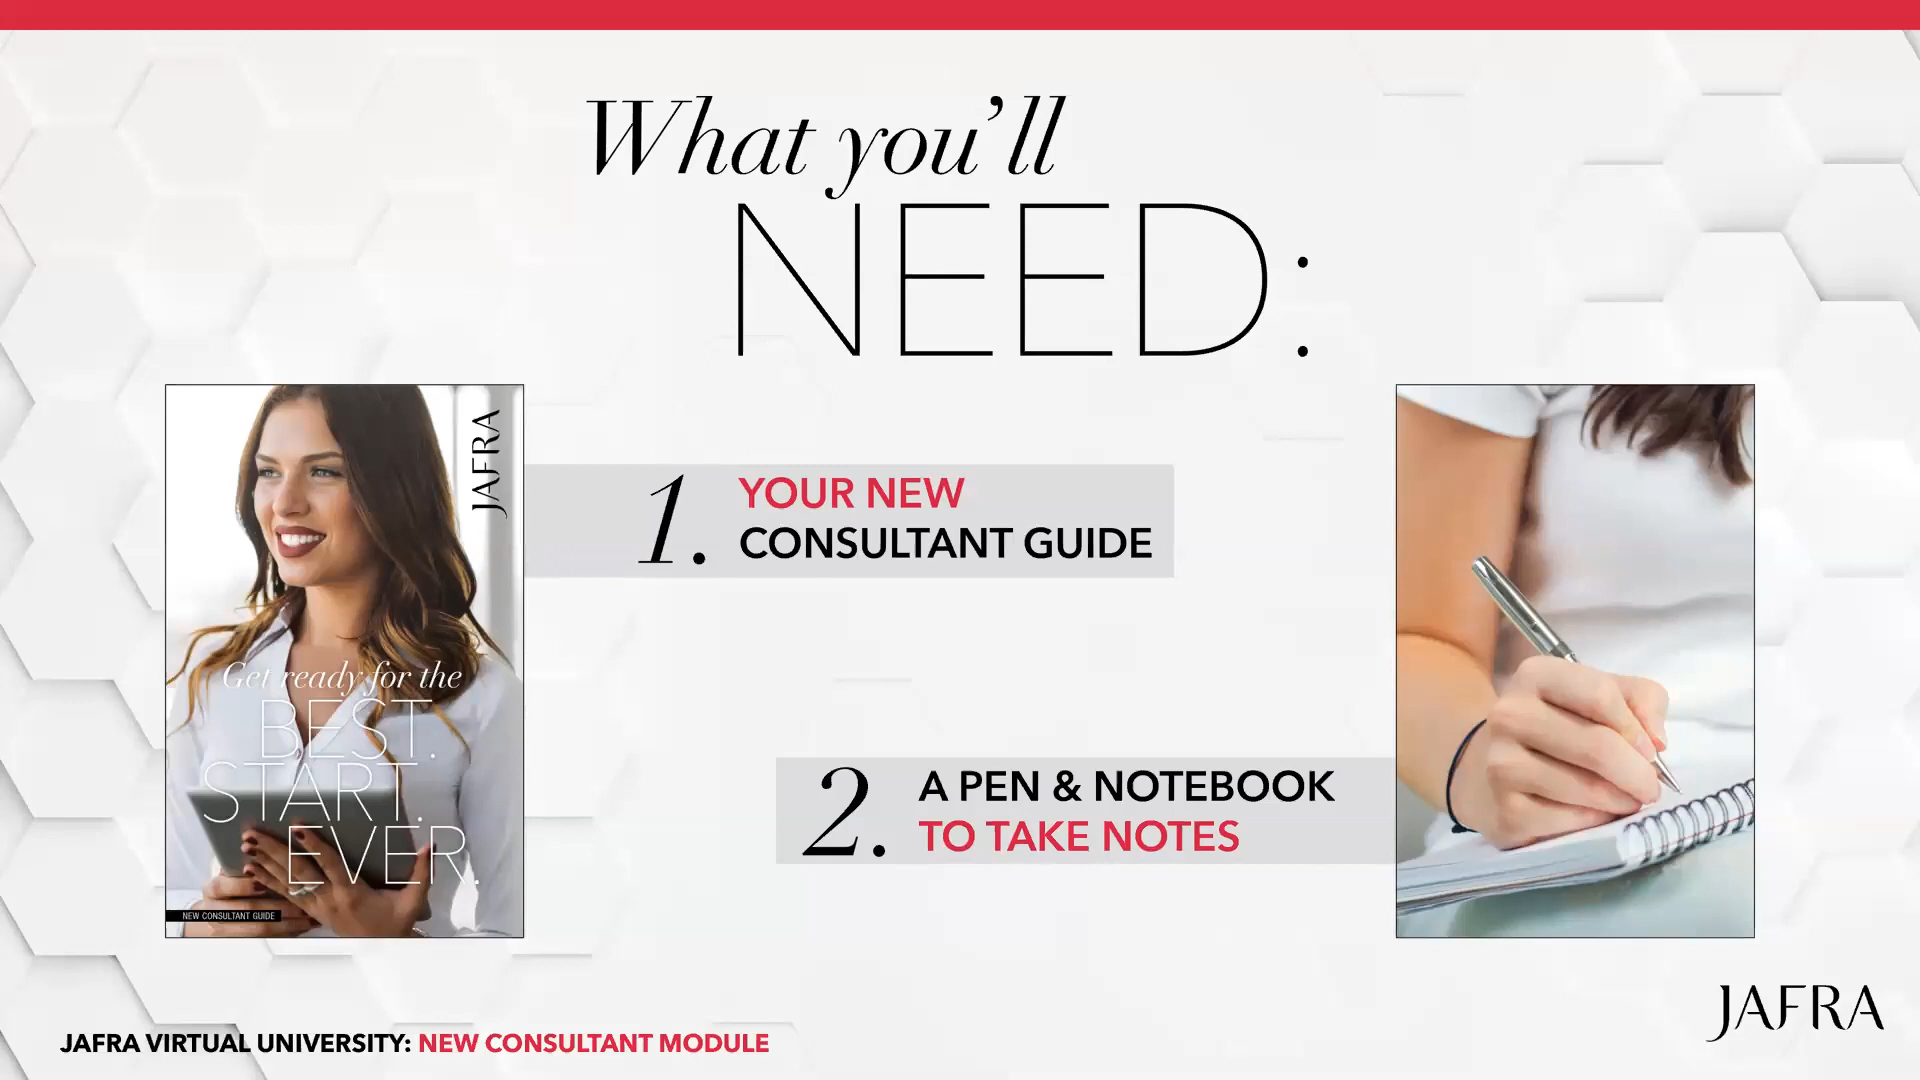 What you'll
NEED:
JAFRA
Get ready for the
BEST.
START.
EVER.
NEW CONSULTANT GUIDE
1. YOUR NEW
CONSULTANT GUIDE
2. A PEN & NOTEBOOK
TO TAKE NOTES
JAFRA
JAFRA VIRTUAL UNIVERSITY: NEW CONSULTANT MODULE